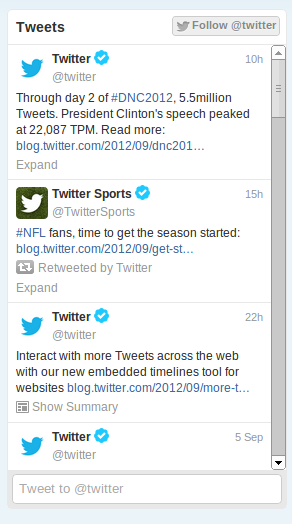 Tweets Follow @twitter
Twitter 10h
@twitter
Through day 2 of #DNC2012, 5.5million
Tweets. President Clinton's speech peaked
at 22,087 TPM. Read more:
blog.twitter.com/2012/09/dnc201…
Expand
Twitter Sports 15h
@TwitterSports
#NFL fans, time to get the season started:
blog.twitter.com/2012/09/get-st…
Retweeted by Twitter
Expand
Twitter 22h
@twitter
Interact with more Tweets across the web
with our new embedded timelines tool for
websites blog.twitter.com/2012/09/more-t…
Show Summary
Twitter 5 Sep
@twitter
Tweet to @twitter